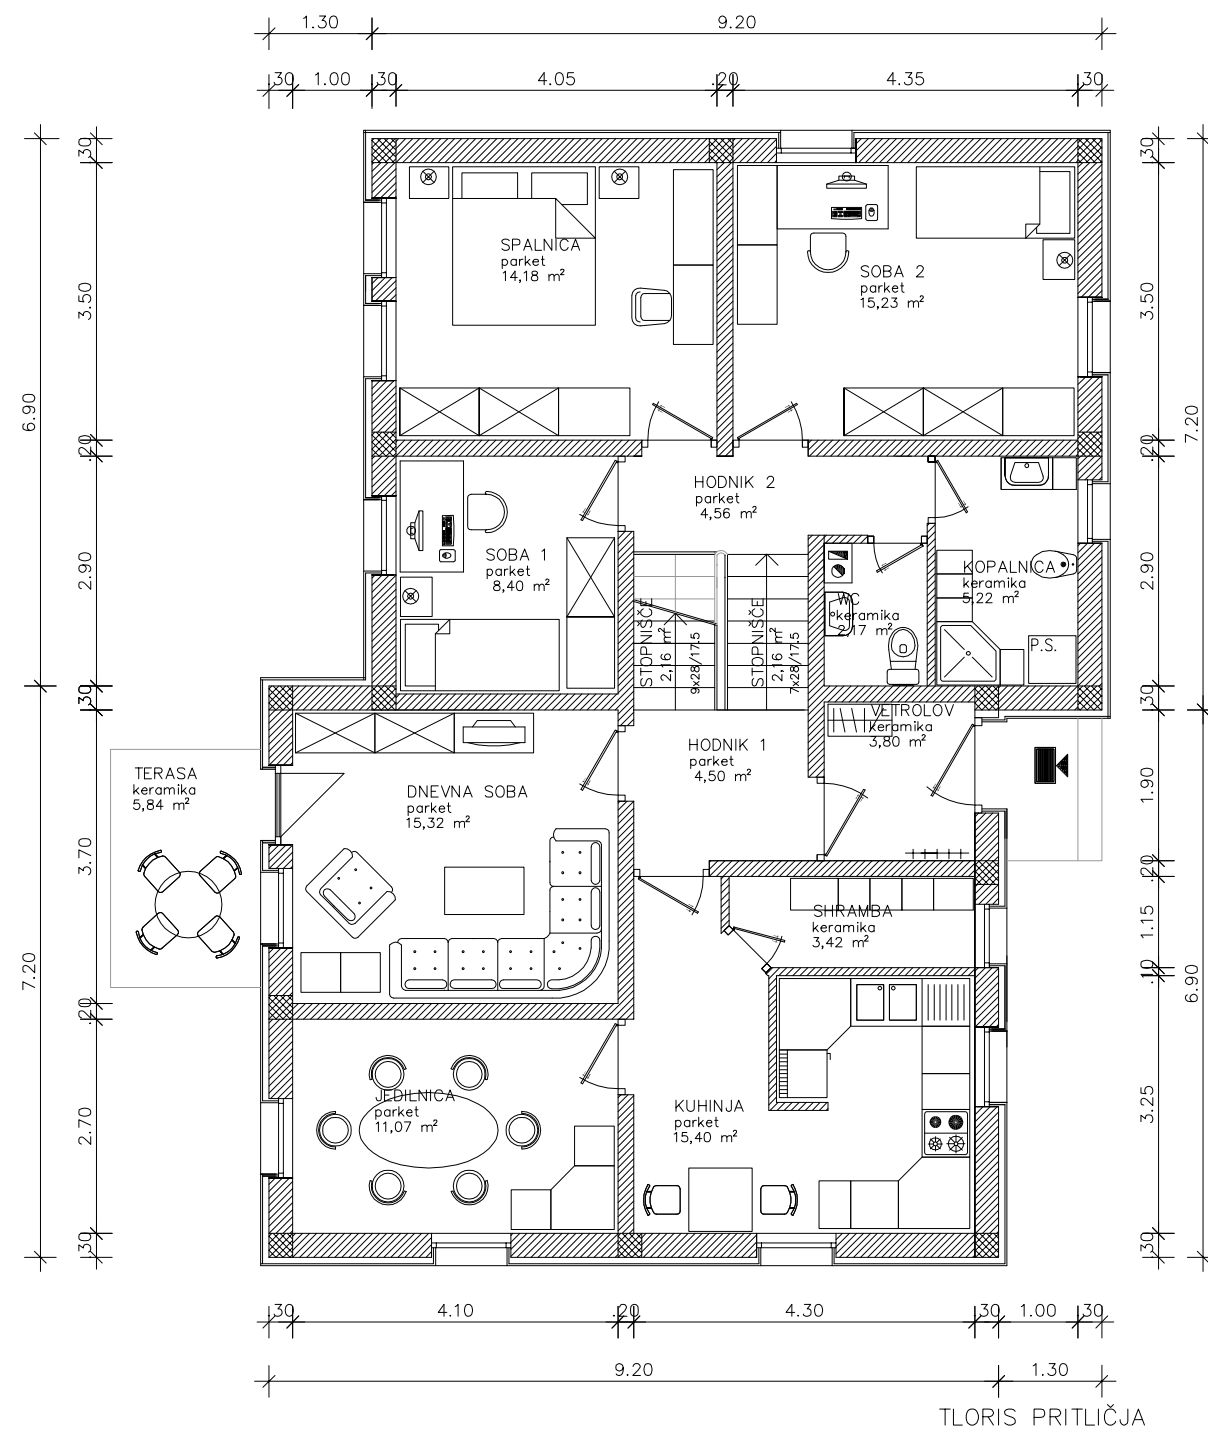 1.30
9.20
.30
1.00
.30
4.05
.20
4.35
.30
.30
3.50
.20
2.90
.30
3.70
.20
2.70
.30
6.90
7.20
SPALNICA
parket
14,18 m²
SOBA 2
parket
15,23 m²
HODNIK 2
parket
4,56 m²
SOBA 1
parket
8,40 m²
STOPNIŠČE
2,16 m²
9x28/17.5
STOPNIŠČE
2,16 m²
7x28/17.5
WC
keramika
2,17 m²
KOPALNICA
keramika
5,22 m²
P.S.
VETROLOV
keramika
3,80 m²
HODNIK 1
parket
4,50 m²
TERASA
keramika
5,84 m²
DNEVNA SOBA
parket
15,32 m²
SHRAMBA
keramika
3,42 m²
JEDILNICA
parket
11,07 m²
KUHINJA
parket
15,40 m²
.30
3.50
.20
2.90
.30
1.90
.20
1.15
.10
3.25
.30
7.20
6.90
.30
4.10
.20
4.30
.30
1.00
.30
9.20
1.30
TLORIS PRITLIČJA